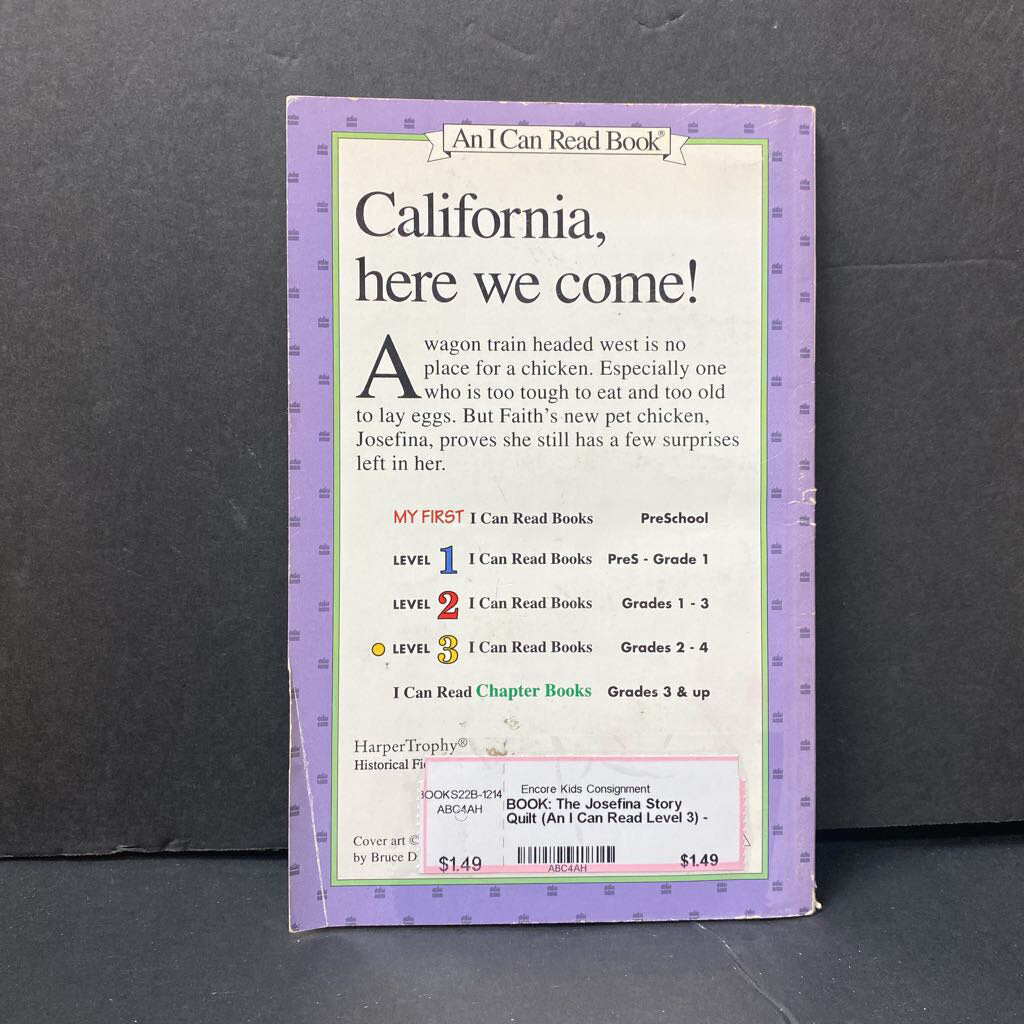 An I Can Read Book®
California,
here we come!
A wagon train headed west is no
place for a chicken. Especially one
who is too tough to eat and too old
to lay eggs. But Faith's new pet chicken,
Josefina, proves she still has a few surprises
left in her.
MY FIRST I Can Read Books PreSchool
LEVEL 1 I Can Read Books PreS - Grade 1
LEVEL 2 I Can Read Books Grades 1 - 3
LEVEL 3 I Can Read Books Grades 2 - 4
I Can Read Chapter Books Grades 3 & up
HarperTrophy®
Historical
Cover art ©
by Bruce D
BOOKS22B-1214
ABC4AH
Encore Kids Consignment
BOOK: The Josefina Story
Quilt (An I Can Read Level 3) -
$1.49
ABC4AH
$1.49